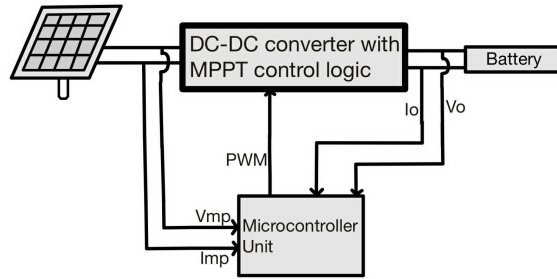 DC-DC converter with
MPPT control logic
Battery
Io
Vo
PWM
Vmp
Imp
Microcontroller
Unit